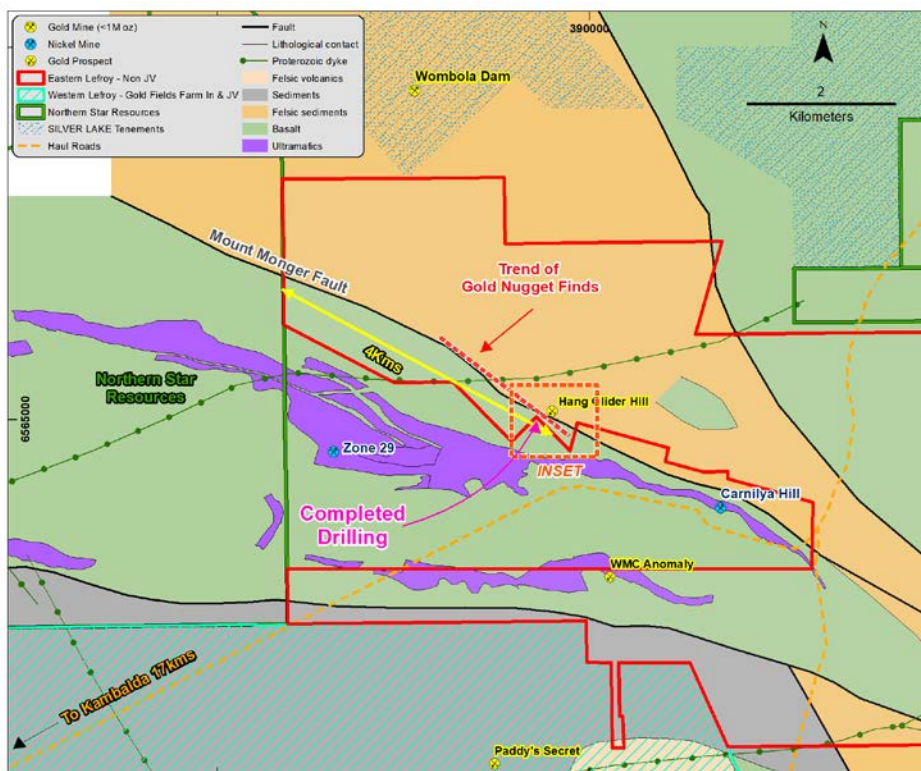 Gold Mine (<1M oz)
Nickel Mine
Gold Prospect
Eastern Lefroy - Non JV
Western Lefroy - Gold Fields Farm In & JV
Northern Star Resources
SILVER LAKE Tenements
Haul Roads
Fault
Lithological contact
Proterozoic dyke
Felsic volcanics
Sediments
Felsic sediments
Basalt
Ultramafics
390000
N
2
Kilometers
Wombola Dam
Mount Monger Fault
Trend of
Gold Nugget Finds
4Kms
Northern Star
Resources
6565000
Hang Glider Hill
Zone 29
INSET
Carnilya Hill
Completed
Drilling
WMC Anomaly
To Kambalda 17kms
Paddy's Secret